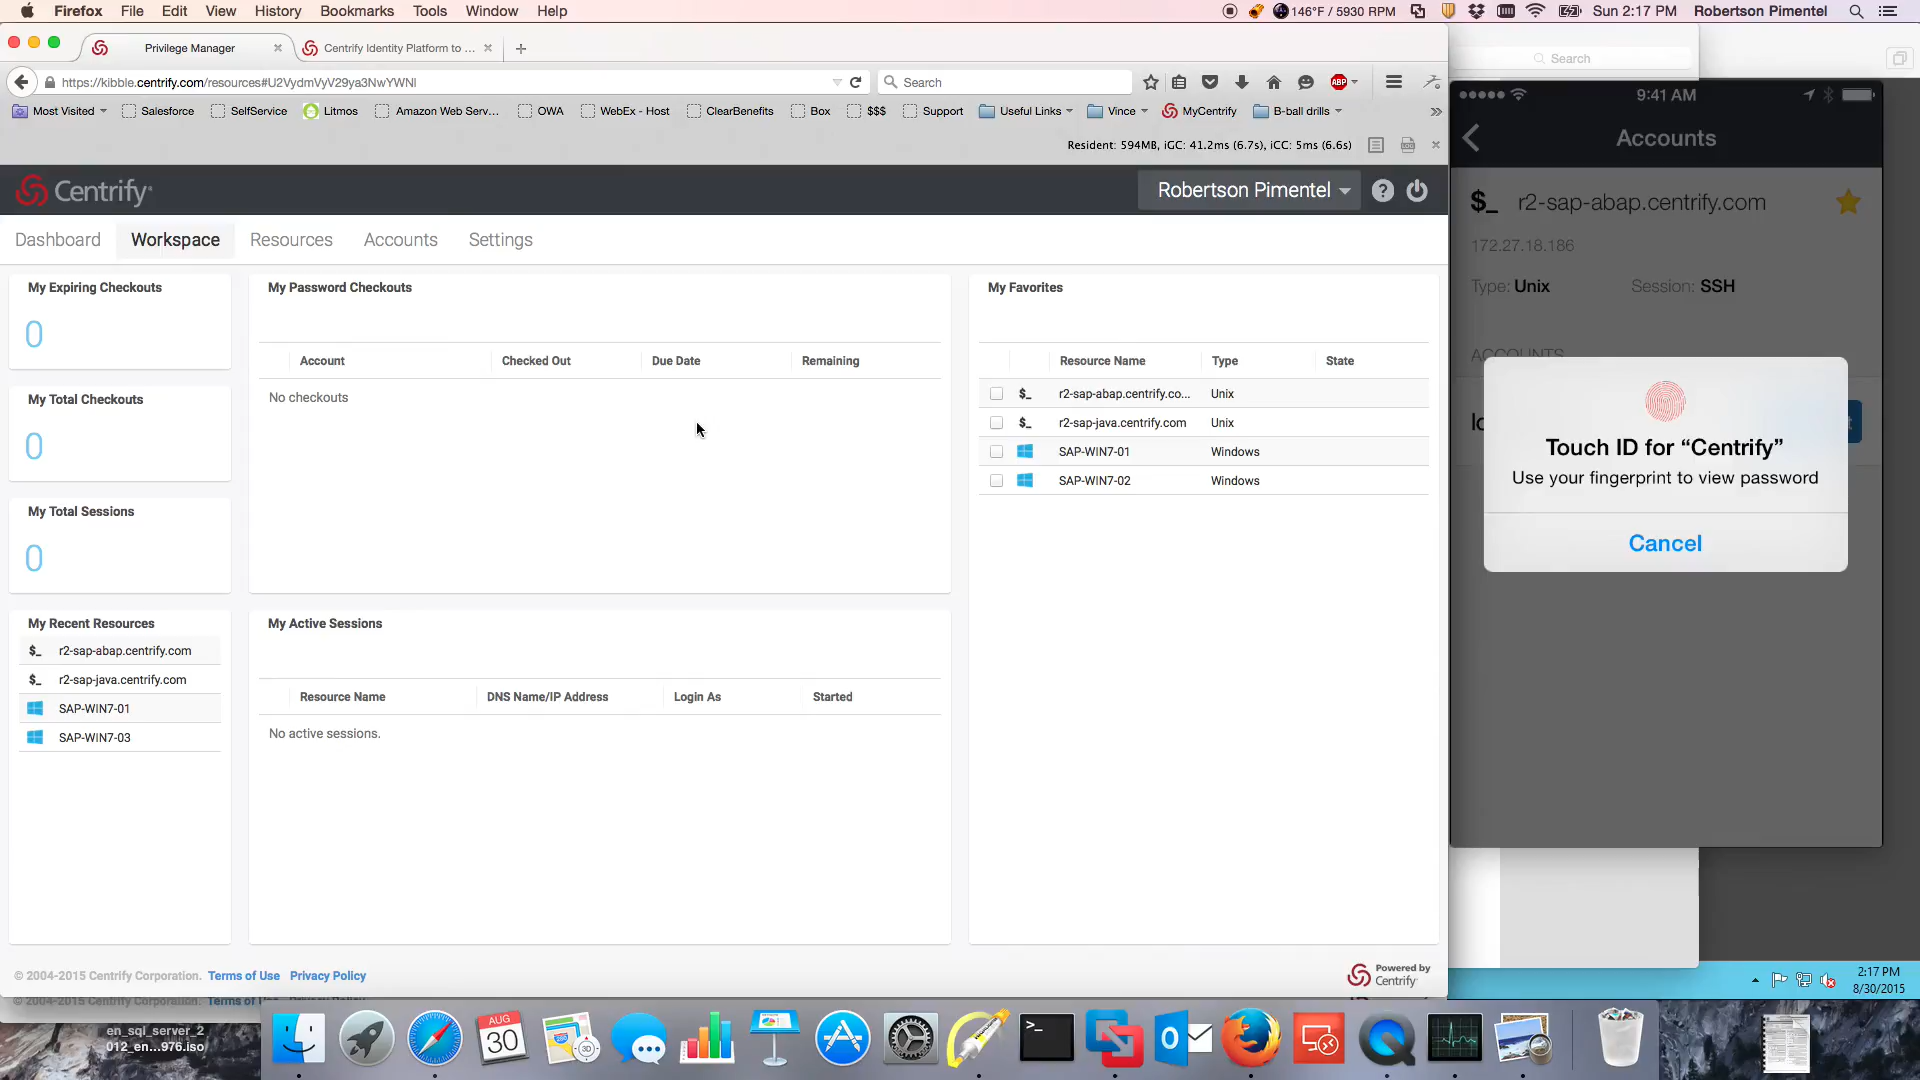 Firefox File Edit View History Bookmarks Tools Window Help
146°F / 5930 RPM Sun 2:17 PM Robertson Pimentel
Privilege Manager
Centrify Identity Platform to ...
https://kibble.centrify.com/resources#U2VydmVyV29ya3NwYWNl
Search
Most Visited Salesforce SelfService Litmos Amazon Web Serv... OWA WebEx - Host ClearBenefits Box $$$ Support Useful Links Vince MyCentrify B-ball drills
Resident: 594MB, iGC: 41.2ms (6.7s), iCC: 5ms (6.6s)
Centrify
Robertson Pimentel
Dashboard Workspace Resources Accounts Settings
My Expiring Checkouts
0
My Total Checkouts
0
My Total Sessions
0
My Recent Resources
$_ r2-sap-abap.centrify.com
$_ r2-sap-java.centrify.com
SAP-WIN7-01
SAP-WIN7-03
My Password Checkouts
Account Checked Out Due Date Remaining
No checkouts
My Active Sessions
Resource Name DNS Name/IP Address Login As Started
No active sessions.
My Favorites
Resource Name Type State
$_ r2-sap-abap.centrify.co... Unix
$_ r2-sap-java.centrify.com Unix
SAP-WIN7-01 Windows
SAP-WIN7-02 Windows
© 2004-2015 Centrify Corporation. Terms of Use Privacy Policy
Powered by
Centrify
© 2004-2015 Centrify Corporation.
Search
9:41 AM
Accounts
$_ r2-sap-abap.centrify.com
172.27.18.186
Type: Unix Session: SSH
ACCOUNTS
Touch ID for “Centrify”
Use your fingerprint to view password
Cancel
2:17 PM
8/30/2015
en_sql_server_2
012_en...976.iso
AUG
30